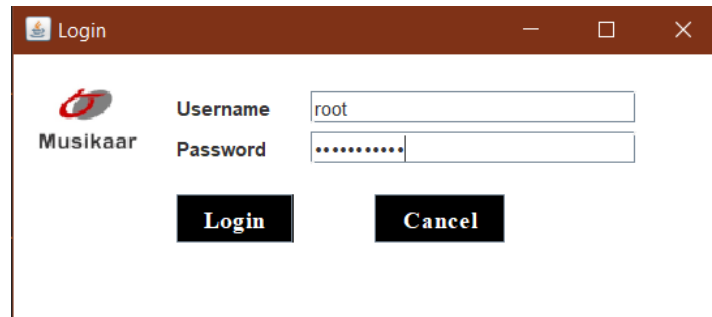 Login
Username root
Musikaar
Password •••••••••••
Login Cancel